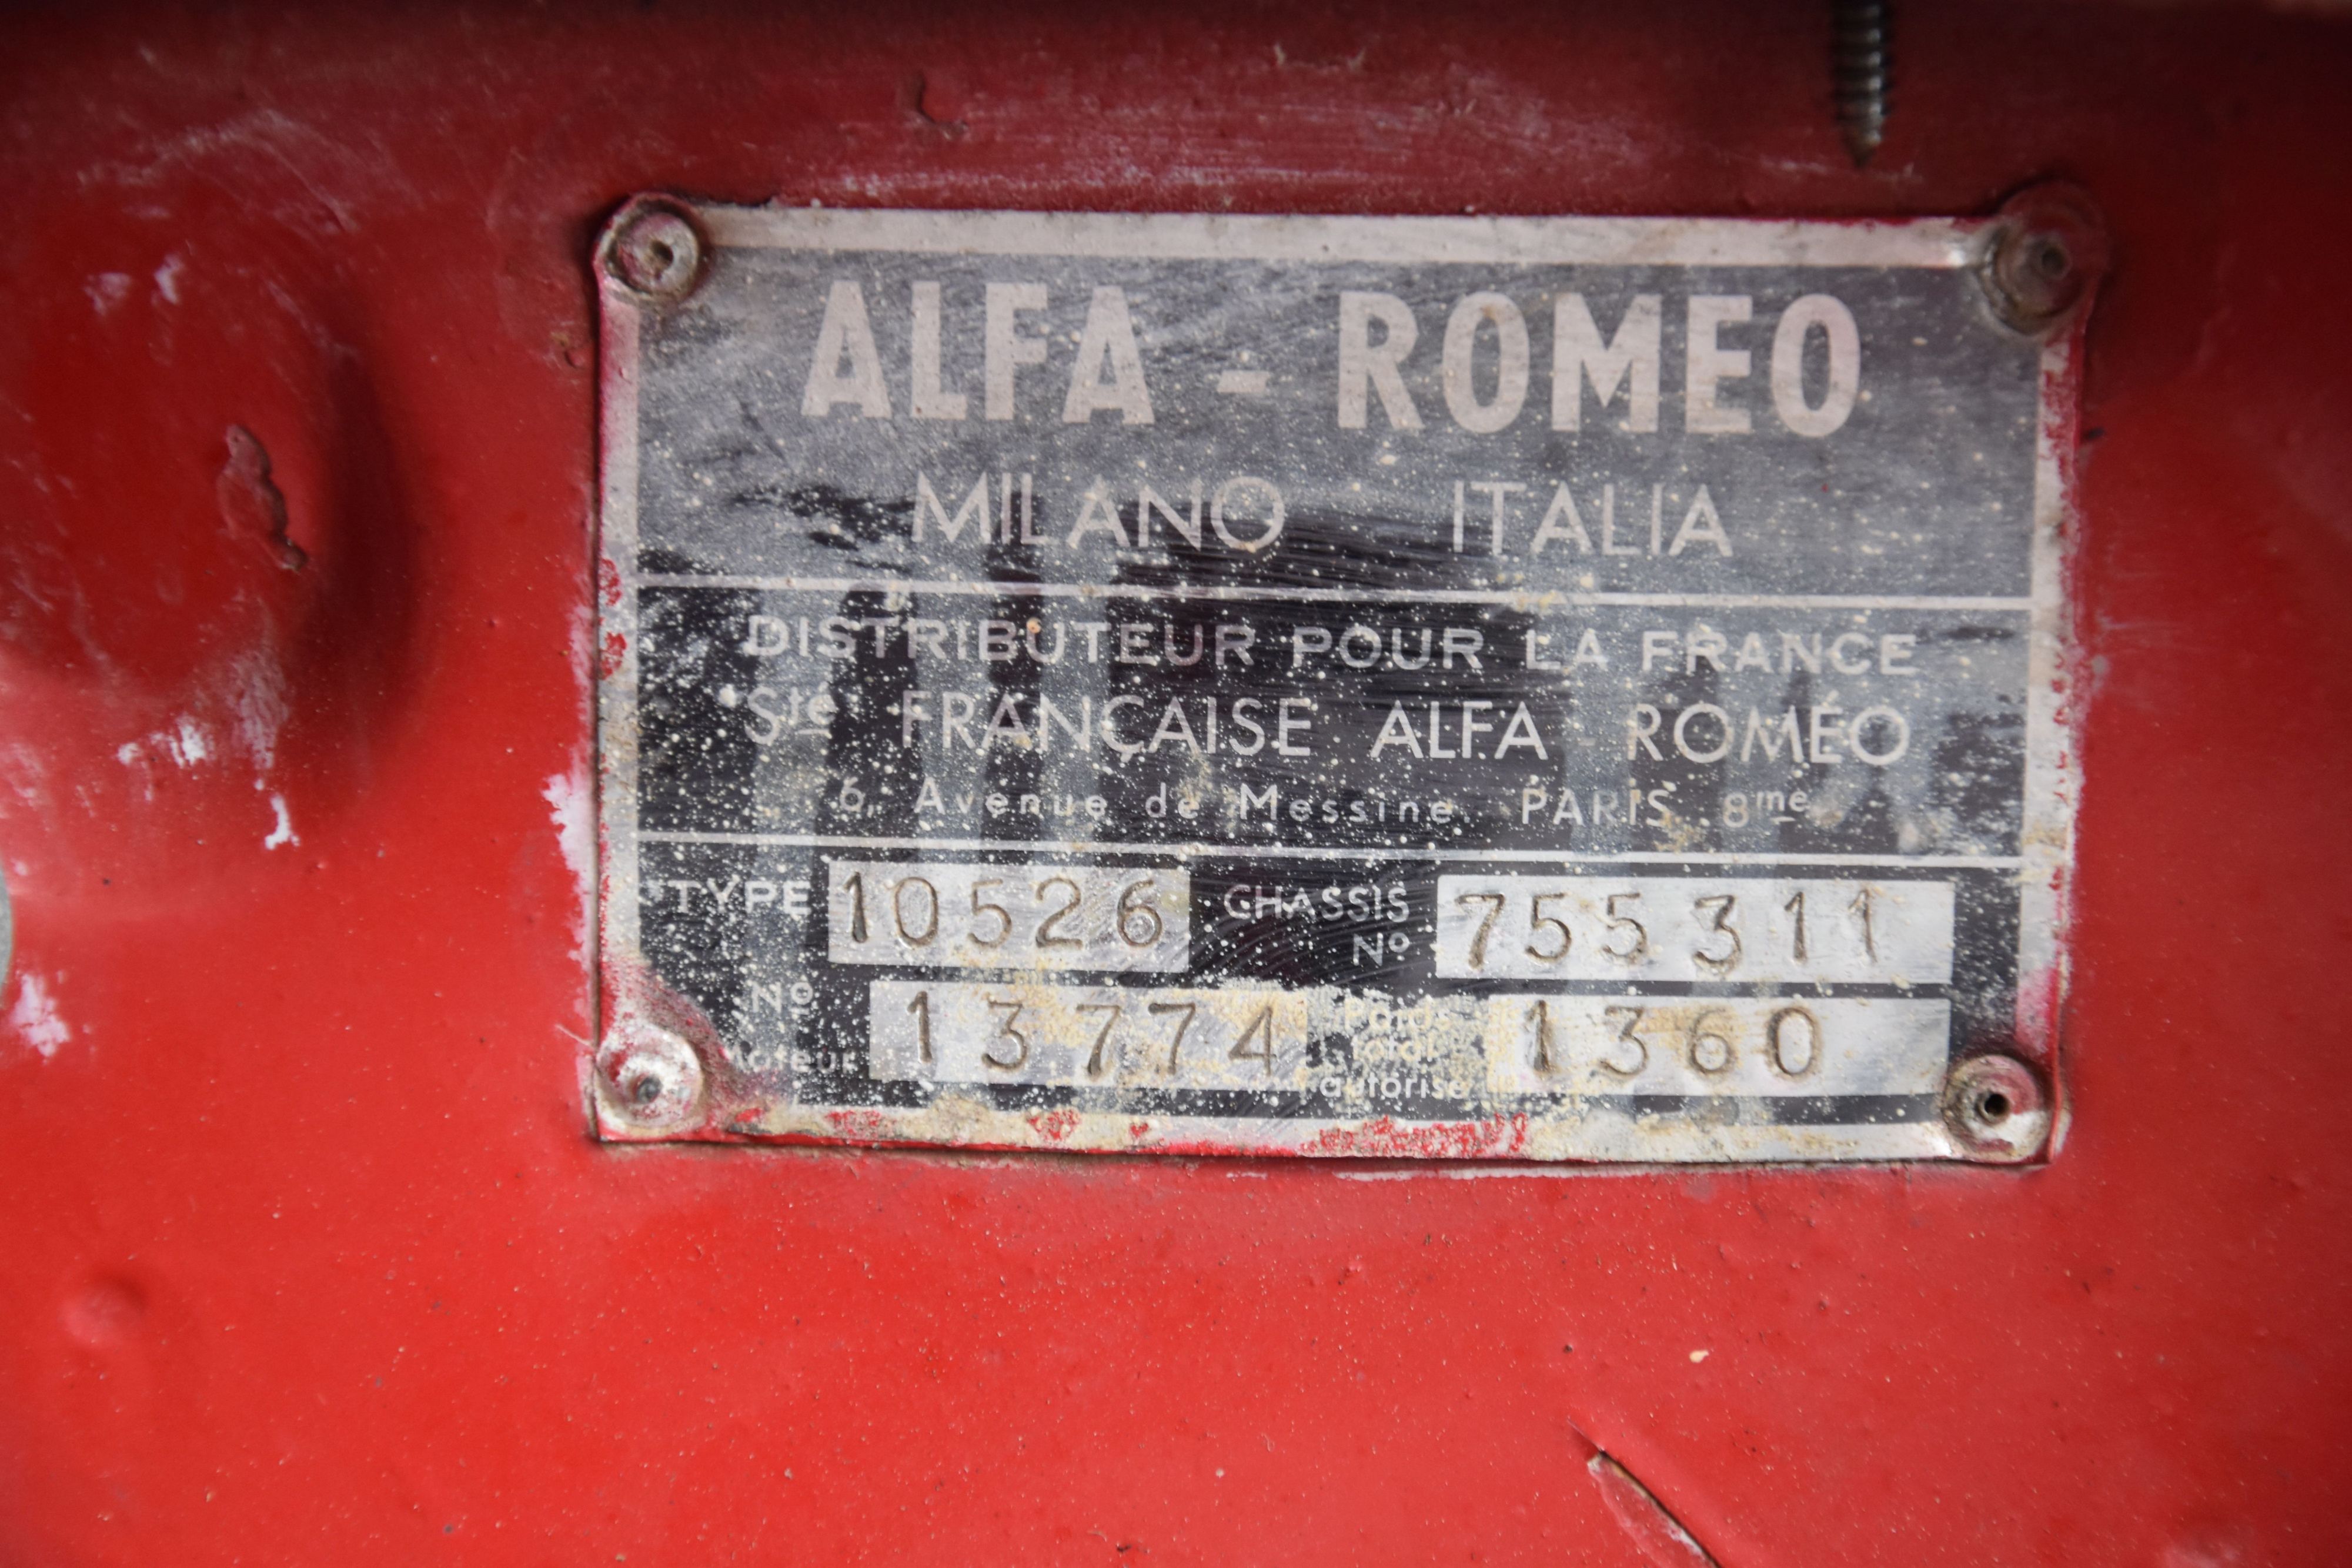 ALFA - ROMEO
MILANO ITALIA
DISTRIBUTEUR POUR LA FRANCE
Sté FRANÇAISE ALFA ROMÉO
6, Avenue de Messine. PARIS 8me
TYPE 10526 CHASSIS No 755311
No 13774 Poids total autorisé 1360